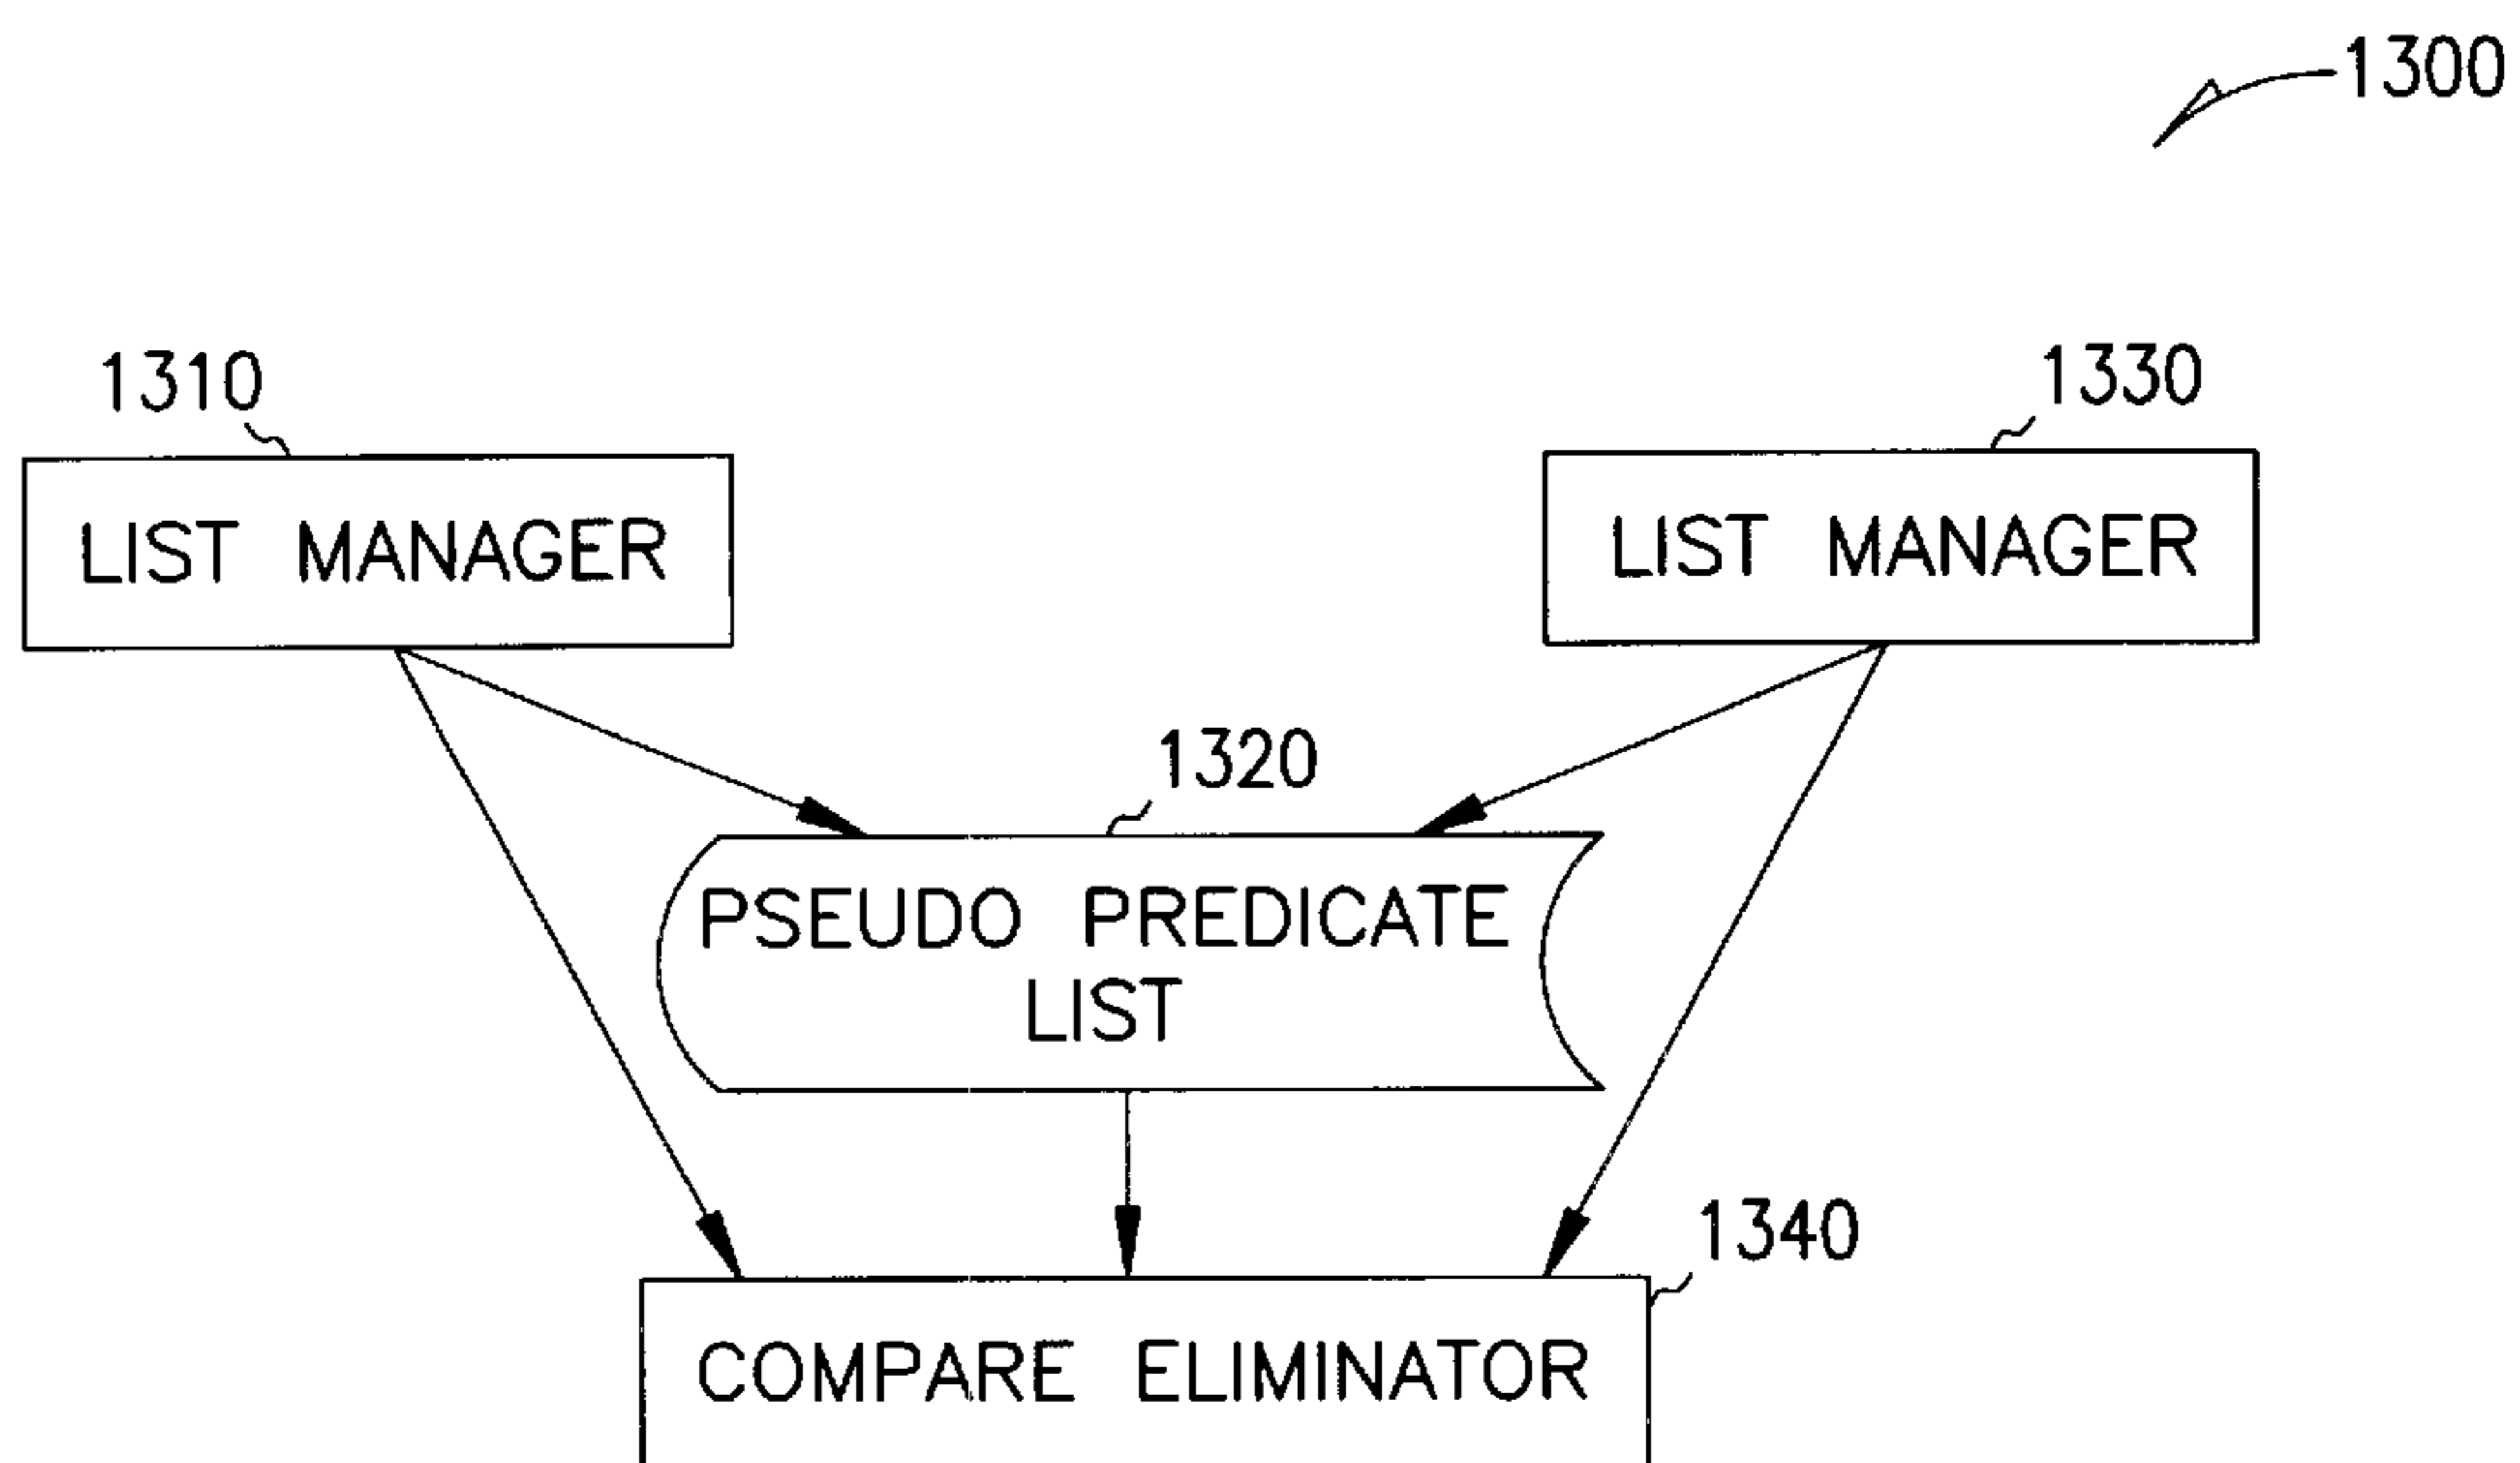 1300
1310
1330
LIST MANAGER
LIST MANAGER
1320
PSEUDO PREDICATE
LIST
1340
COMPARE ELIMINATOR